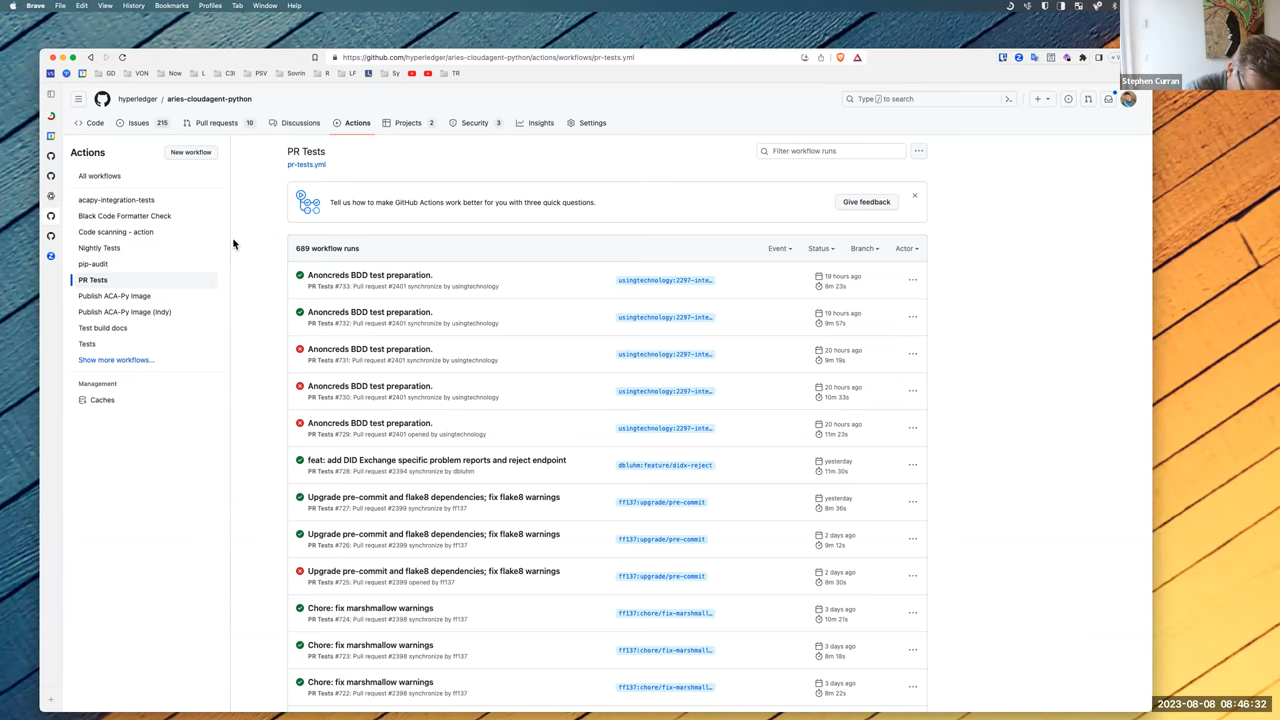 Brave File Edit View History Bookmarks Profiles Tab Window Help
https://github.com/hyperledger/aries-cloudagent-python/actions/workflows/pr-tests.yml
GD VON Now L C3I PSV Sovrin R LF Sy TR
Stephen Curran
hyperledger / aries-cloudagent-python
Type / to search
Code Issues 215 Pull requests 10 Discussions Actions Projects 2 Security 3 Insights Settings
Actions
New workflow
All workflows
acapy-integration-tests
Black Code Formatter Check
Code scanning - action
Nightly Tests
pip-audit
PR Tests
Publish ACA-Py Image
Publish ACA-Py Image (Indy)
Test build docs
Tests
Show more workflows...
Management
Caches
PR Tests
pr-tests.yml
Filter workflow runs
Tell us how to make GitHub Actions work better for you with three quick questions.
Give feedback
689 workflow runs
Event Status Branch Actor
Anoncreds BDD test preparation.
PR Tests #733: Pull request #2401 synchronize by usingtechnology
usingtechnology:2297-inte…
19 hours ago
8m 23s
Anoncreds BDD test preparation.
PR Tests #732: Pull request #2401 synchronize by usingtechnology
usingtechnology:2297-inte…
19 hours ago
9m 57s
Anoncreds BDD test preparation.
PR Tests #731: Pull request #2401 synchronize by usingtechnology
usingtechnology:2297-inte…
20 hours ago
9m 19s
Anoncreds BDD test preparation.
PR Tests #730: Pull request #2401 synchronize by usingtechnology
usingtechnology:2297-inte…
20 hours ago
10m 33s
Anoncreds BDD test preparation.
PR Tests #729: Pull request #2401 opened by usingtechnology
usingtechnology:2297-inte…
20 hours ago
11m 23s
feat: add DID Exchange specific problem reports and reject endpoint
PR Tests #728: Pull request #2394 synchronize by dbluhm
dbluhm:feature/didx-reject
yesterday
11m 30s
Upgrade pre-commit and flake8 dependencies; fix flake8 warnings
PR Tests #727: Pull request #2399 synchronize by ff137
ff137:upgrade/pre-commit
yesterday
8m 36s
Upgrade pre-commit and flake8 dependencies; fix flake8 warnings
PR Tests #726: Pull request #2399 synchronize by ff137
ff137:upgrade/pre-commit
2 days ago
9m 12s
Upgrade pre-commit and flake8 dependencies; fix flake8 warnings
PR Tests #725: Pull request #2399 opened by ff137
ff137:upgrade/pre-commit
2 days ago
8m 30s
Chore: fix marshmallow warnings
PR Tests #724: Pull request #2398 synchronize by ff137
ff137:chore/fix-marshmall…
3 days ago
10m 21s
Chore: fix marshmallow warnings
PR Tests #723: Pull request #2398 synchronize by ff137
ff137:chore/fix-marshmall…
3 days ago
8m 18s
Chore: fix marshmallow warnings
PR Tests #722: Pull request #2398 synchronize by ff137
ff137:chore/fix-marshmall…
3 days ago
8m 22s
2023-08-08 08:46:32